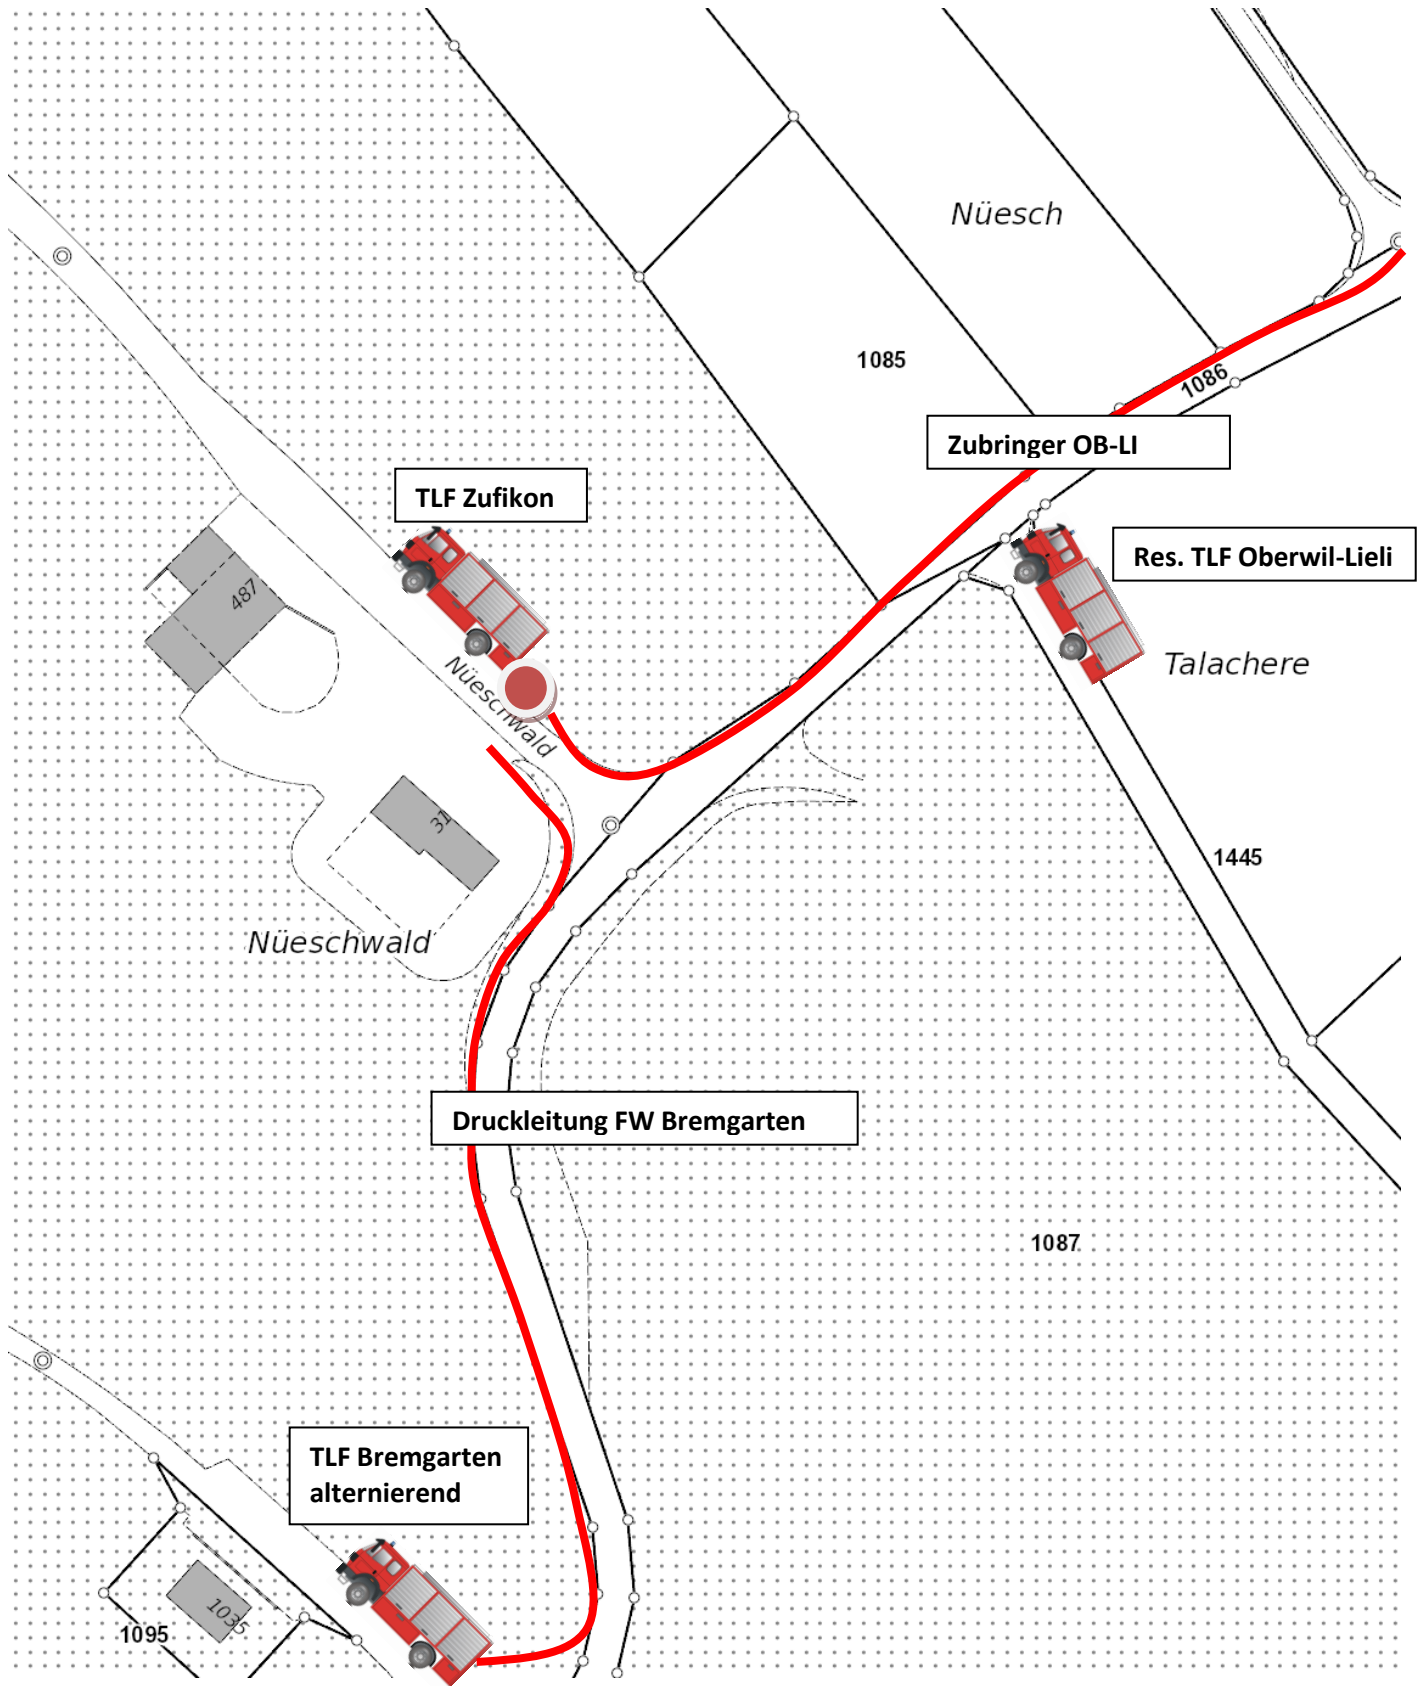 Nüesch
1085
1086
Zubringer OB-LI
TLF Zufikon
Res. TLF Oberwil-Lieli
487
Nüeschwald
Talachere
31
1445
Nüeschwald
Druckleitung FW Bremgarten
1087
TLF Bremgarten
alternierend
1035
1095